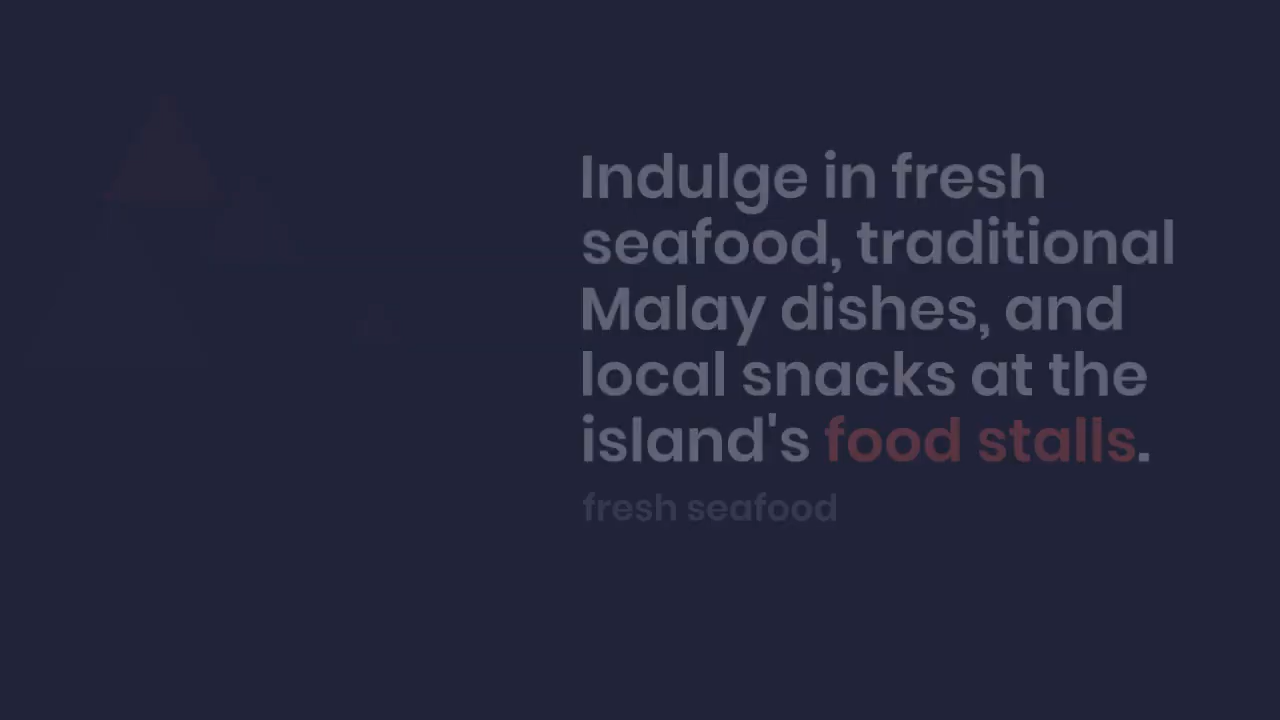 Indulge in fresh
seafood, traditional
Malay dishes, and
local snacks at the
island's food stalls.
fresh seafood